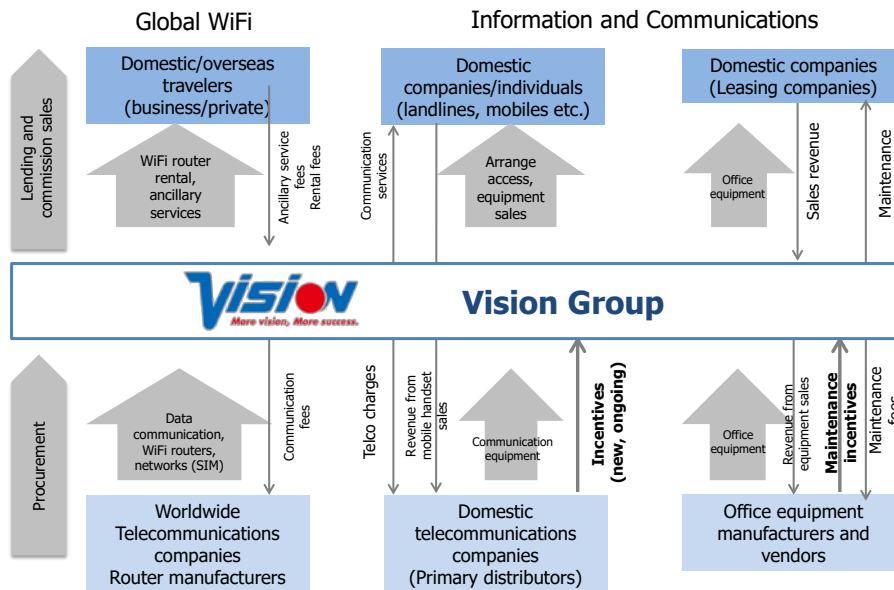 Global WiFi
Information and Communications
Lending and
commission sales
Domestic/overseas
travelers
(business/private)
Domestic
companies/individuals
(landlines, mobiles etc.)
Domestic companies
(Leasing companies)
WiFi router
rental,
ancillary
services
Ancillary service
fees
Rental fees
Communication
services
Arrange
access,
equipment
sales
Office
equipment
Sales revenue
Maintenance
VISION
More vision, More success.
Vision Group
Procurement
Data
communication,
WiFi routers,
networks (SIM)
Communication
fees
Telco charges
Revenue from
mobile handset
sales
Communication
equipment
Incentives
(new, ongoing)
Office
equipment
Revenue from
equipment sales
Maintenance
incentives
Maintenance
fees
Worldwide
Telecommunications
companies
Router manufacturers
Domestic
telecommunications
companies
(Primary distributors)
Office equipment
manufacturers and
vendors